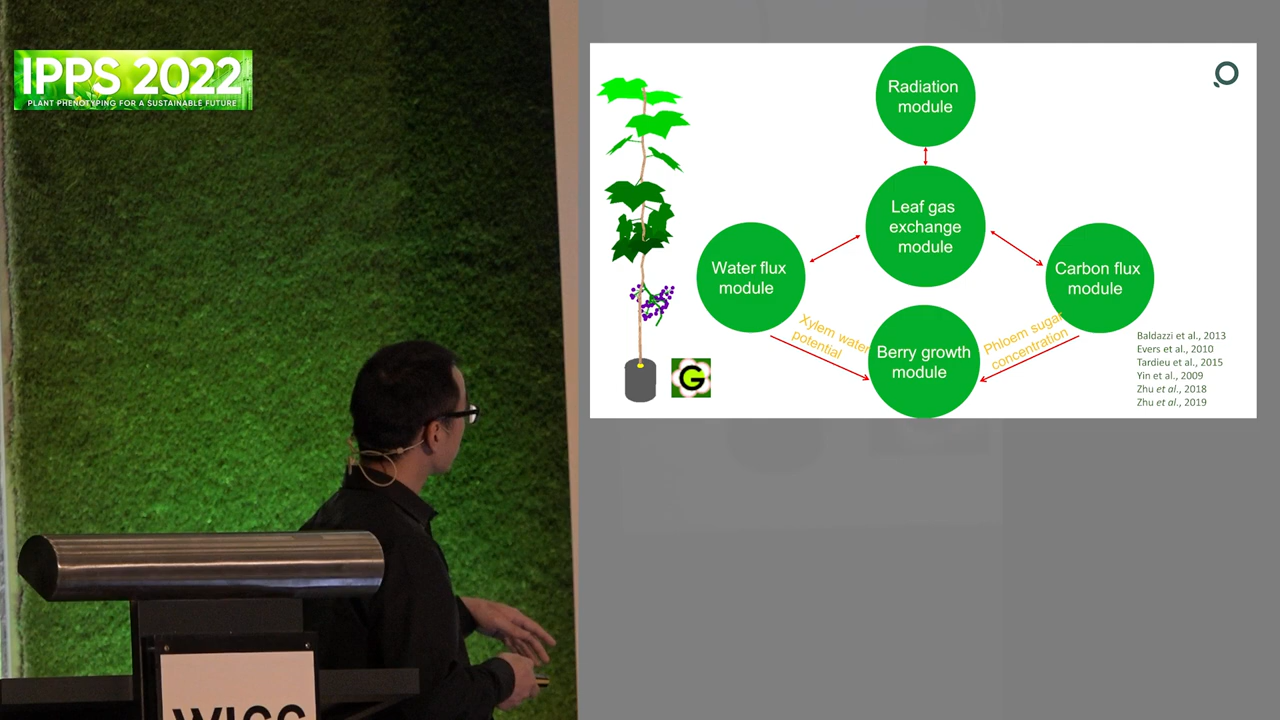 IPPS 2022
PLANT PHENOTYPING FOR A SUSTAINABLE FUTURE
Radiation
module
Leaf gas
exchange
module
Water flux
module
Carbon flux
module
Xylem water
potential
Phloem sugar
concentration
Berry growth
module
G
Baldazzi et al., 2013
Evers et al., 2010
Tardieu et al., 2015
Yin et al., 2009
Zhu et al., 2018
Zhu et al., 2019